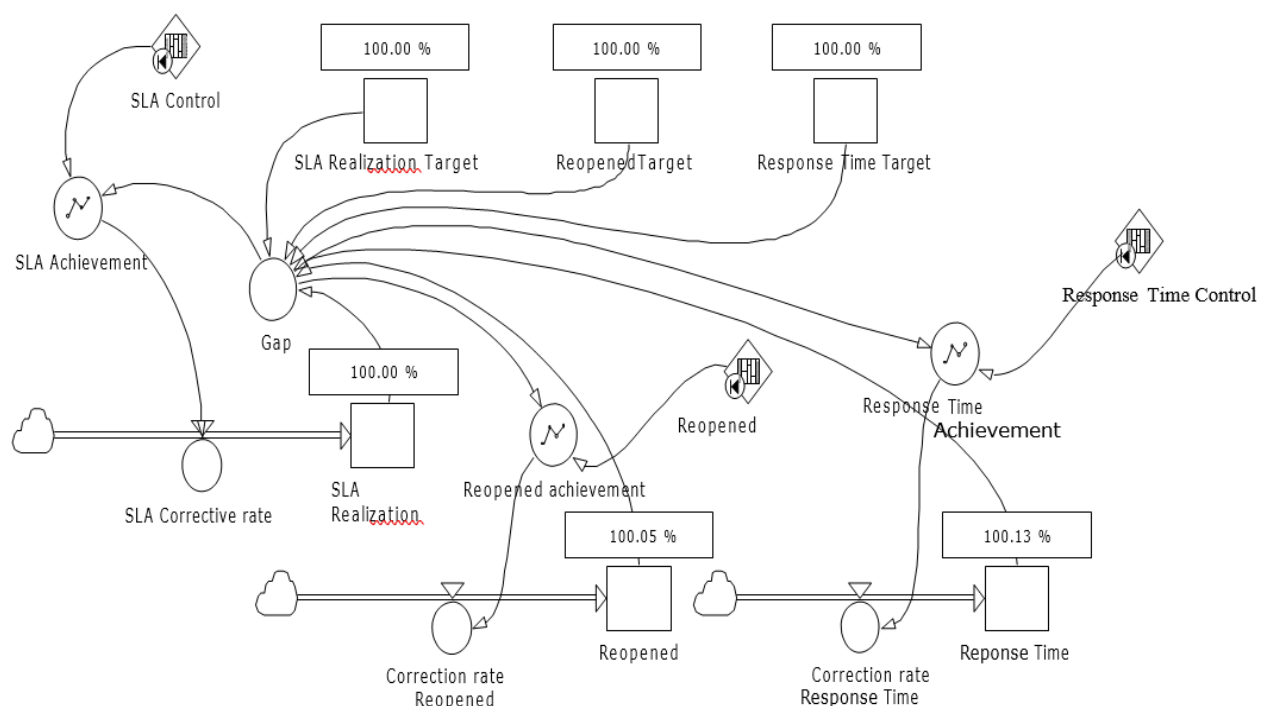 100.00 %
100.00 %
100.00 %
SLA Control
SLA Realization Target
ReopenedTarget
Response Time Target
SLA Achievement
Response Time Control
Gap
100.00 %
Response Time
Achievement
Reopened
SLA
Realization
Reopened achievement
SLA Corrective rate
100.05 %
100.13 %
Reopened
Reponse Time
Correction rate
Reopened
Correction rate
Response Time